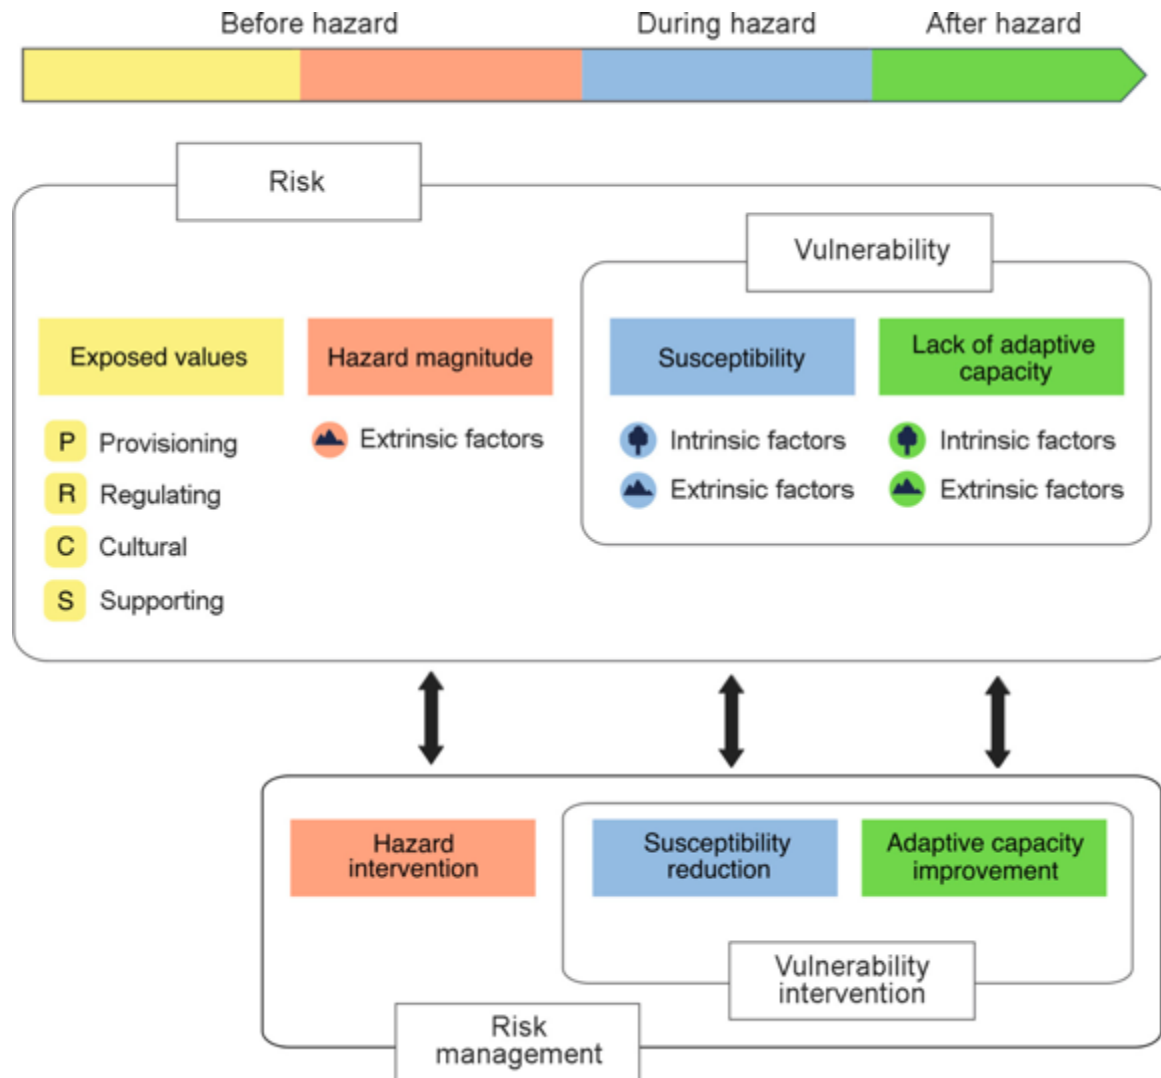 Before hazard
During hazard
After hazard
Risk
Vulnerability
Exposed values
Hazard magnitude
Susceptibility
Lack of adaptive
capacity
P Provisioning
R Regulating
C Cultural
S Supporting
Extrinsic factors
Intrinsic factors
Extrinsic factors
Intrinsic factors
Extrinsic factors
Hazard
intervention
Susceptibility
reduction
Adaptive capacity
improvement
Vulnerability
intervention
Risk
management